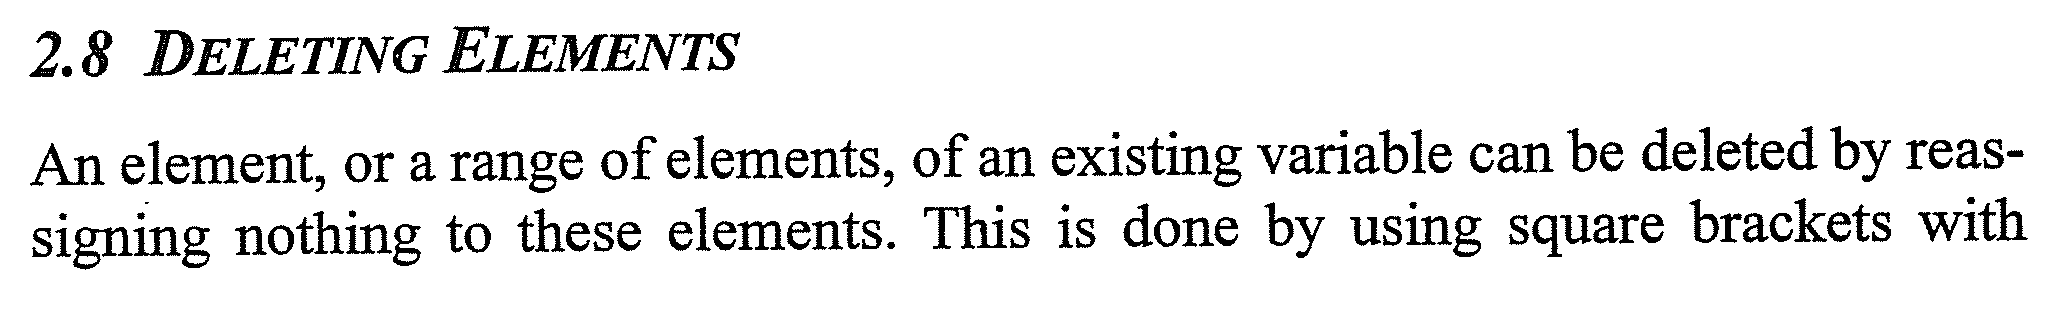 2.8 DELETING ELEMENTS
An element, or a range of elements, of an existing variable can be deleted by reas-
signing nothing to these elements. This is done by using square brackets with